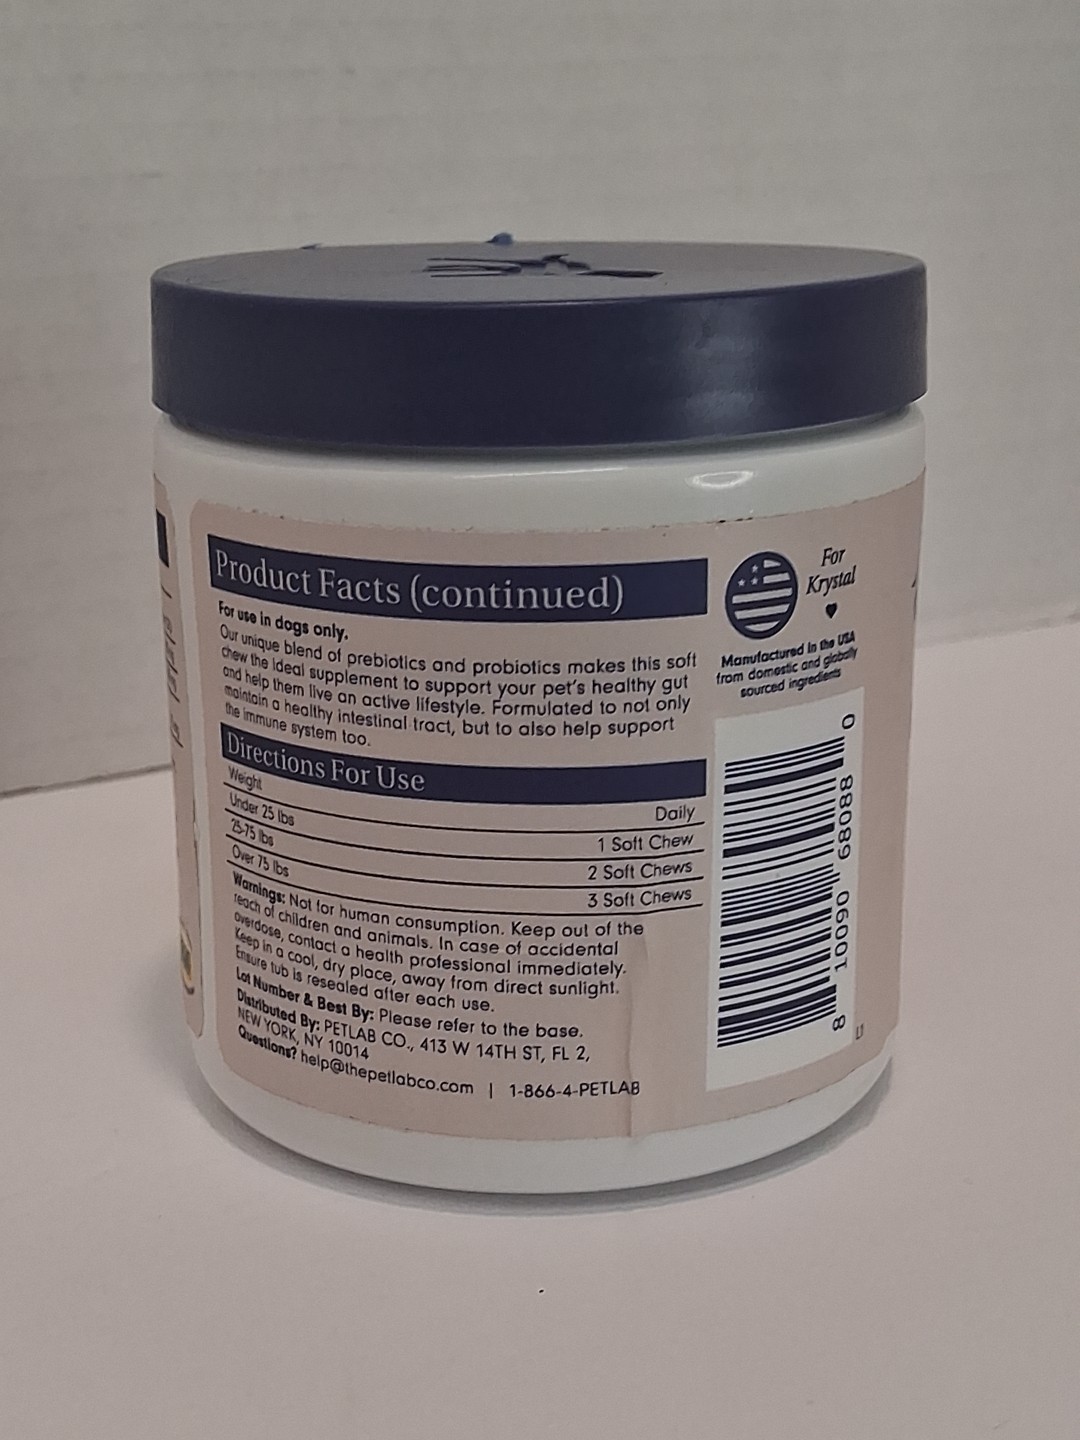 Product Facts (continued)
For use in dogs only.
Our unique blend of prebiotics and probiotics makes this soft
chew the ideal supplement to support your pet's healthy gut
and help them live an active lifestyle. Formulated to not only
maintain a healthy intestinal tract, but to also help support
the immune system too.
Directions For Use
Weight Daily
Under 25 lbs 1 Soft Chew
25-75 lbs 2 Soft Chews
Over 75 lbs 3 Soft Chews
Warnings: Not for human consumption. Keep out of the
reach of children and animals. In case of accidental
overdose, contact a health professional immediately.
Keep in a cool, dry place, away from direct sunlight.
Ensure tub is resealed after each use.
Lot Number & Best By: Please refer to the base.
Distributed By: PETLAB CO., 413 W 14TH ST, FL 2,
NEW YORK, NY 10014
Questions? help@thepetlabco.com | 1-866-4-PETLAB
For
Krystal
Manufactured in the USA
from domestic and globally
sourced ingredients
8 10090 68088 0
L1